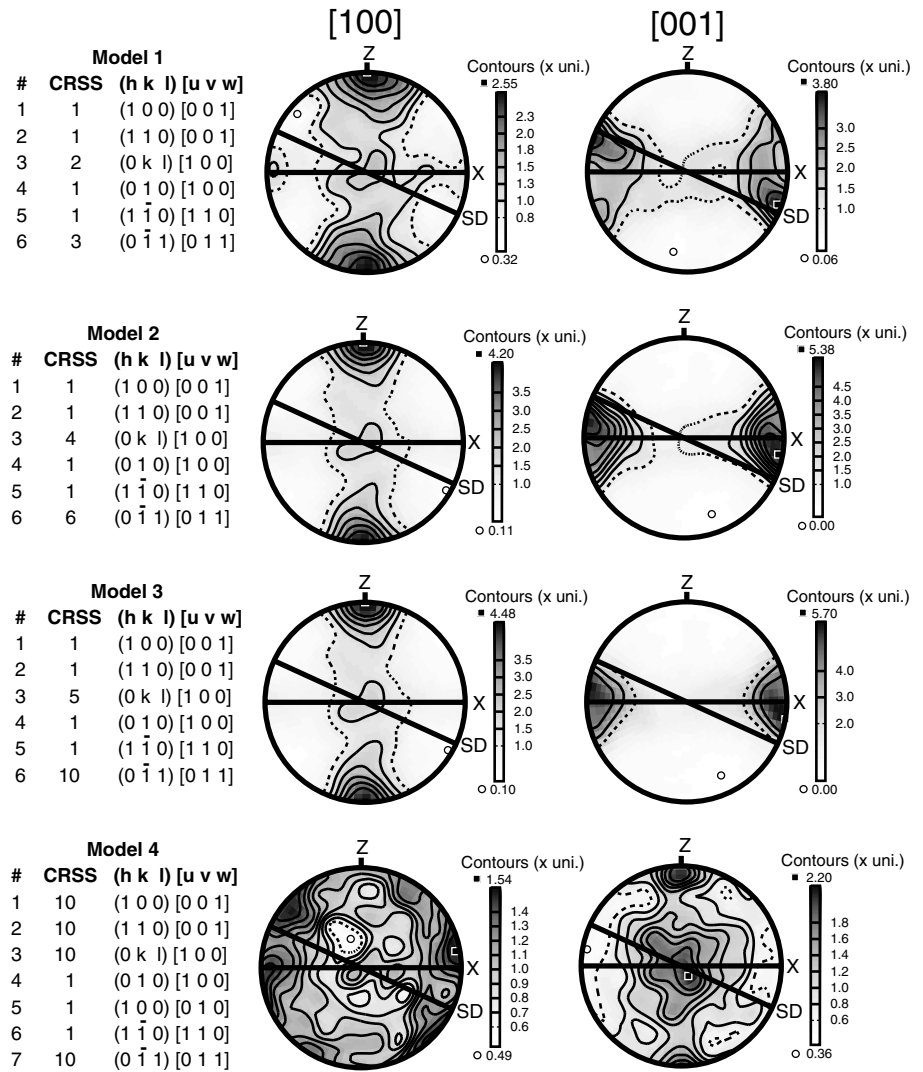 [100] [001]
Model 1
# CRSS (h k l) [u v w]
1 1 (1 0 0) [0 0 1]
2 1 (1 1 0) [0 0 1]
3 2 (0 k l) [1 0 0]
4 1 (0 1 0) [1 0 0]
5 1 (1 1̄ 0) [1 1 0]
6 3 (0 1̄ 1) [0 1 1]
Z
X
SD
Contours (x uni.)
2.55
2.3
2.0
1.8
1.5
1.3
1.0
0.8
0.32
Z
X
SD
Contours (x uni.)
3.80
3.0
2.5
2.0
1.5
1.0
0.06
Model 2
# CRSS (h k l) [u v w]
1 1 (1 0 0) [0 0 1]
2 1 (1 1 0) [0 0 1]
3 4 (0 k l) [1 0 0]
4 1 (0 1 0) [1 0 0]
5 1 (1 1̄ 0) [1 1 0]
6 6 (0 1̄ 1) [0 1 1]
Z
X
SD
Contours (x uni.)
4.20
3.5
3.0
2.5
2.0
1.5
1.0
0.11
Z
X
SD
Contours (x uni.)
5.38
4.5
4.0
3.5
3.0
2.5
2.0
1.5
1.0
0.00
Model 3
# CRSS (h k l) [u v w]
1 1 (1 0 0) [0 0 1]
2 1 (1 1 0) [0 0 1]
3 5 (0 k l) [1 0 0]
4 1 (0 1 0) [1 0 0]
5 1 (1 1̄ 0) [1 1 0]
6 10 (0 1̄ 1) [0 1 1]
Z
X
SD
Contours (x uni.)
4.48
3.5
3.0
2.5
2.0
1.5
1.0
0.10
Z
X
SD
Contours (x uni.)
5.70
4.0
3.0
2.0
0.00
Model 4
# CRSS (h k l) [u v w]
1 10 (1 0 0) [0 0 1]
2 10 (1 1 0) [0 0 1]
3 10 (0 k l) [1 0 0]
4 1 (0 1 0) [1 0 0]
5 1 (1 0 0) [0 1 0]
6 1 (1 1̄ 0) [1 1 0]
7 10 (0 1̄ 1) [0 1 1]
Z
X
SD
Contours (x uni.)
1.54
1.4
1.3
1.2
1.1
1.0
0.9
0.8
0.7
0.6
0.49
Z
X
SD
Contours (x uni.)
2.20
1.8
1.6
1.4
1.2
1.0
0.8
0.6
0.36